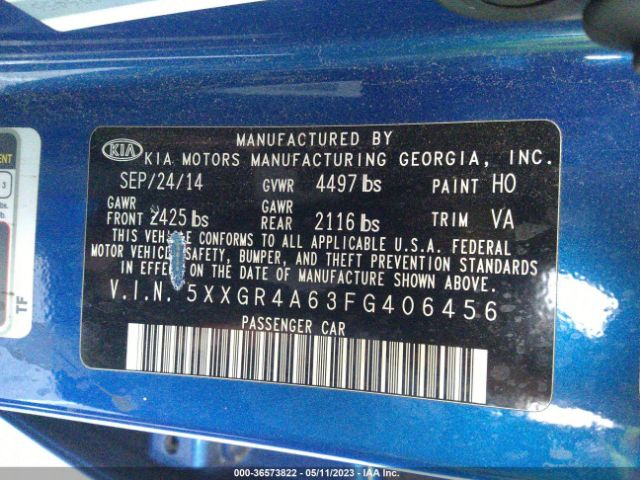 MANUFACTURED BY
KIA KIA MOTORS MANUFACTURING GEORGIA, INC.
SEP/24/14 GVWR 4497 lbs PAINT HO
GAWR GAWR
FRONT 2425 lbs REAR 2116 lbs TRIM VA
THIS VEHICLE CONFORMS TO ALL APPLICABLE U.S.A. FEDERAL
MOTOR VEHICLE SAFETY, BUMPER, AND THEFT PREVENTION STANDARDS
IN EFFECT ON THE DATE OF MANUFACTURE SHOWN ABOVE.
V.I.N. 5XXGR4A63FG406456
PASSENGER CAR
3
TF
000-36573822 - 05/11/2023 - IAA Inc.